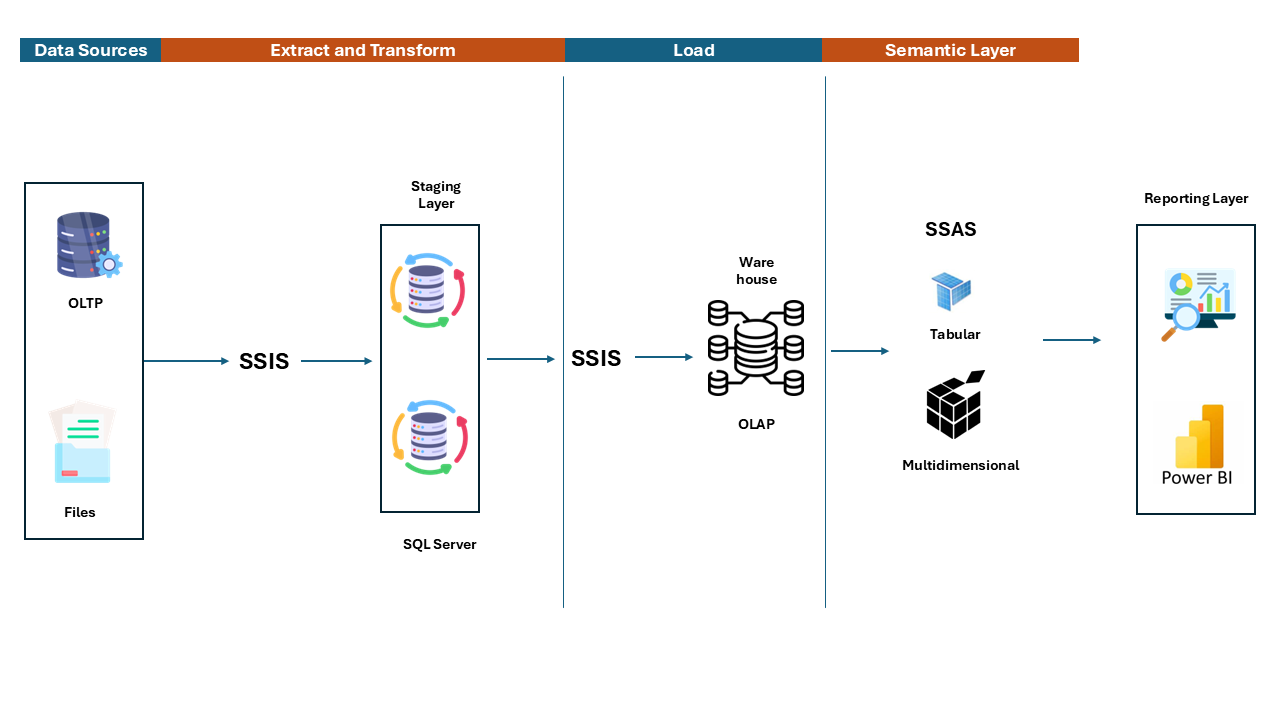 Data Sources
Extract and Transform
Load
Semantic Layer
OLTP
Files
SSIS
Staging
Layer
SQL Server
SSIS
Ware
house
OLAP
SSAS
Tabular
Multidimensional
Reporting Layer
Power BI